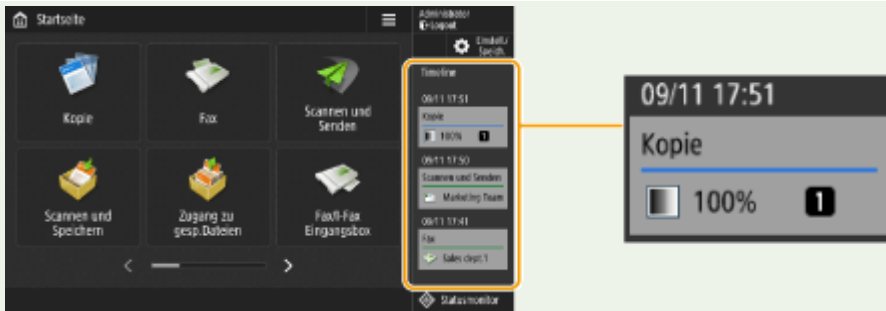 Startseite
Administrator
Logout
Einstell./
Speich.
Kopie
Fax
Scannen und
Senden
Scannen und
Speichern
Zugang zu
gesp.Dateien
Fax/I-Fax
Eingangsbox
Timeline
09/11 17:51
Kopie
100% 1
09/11 17:50
Scannen und Senden
Marketing Team
09/11 17:41
Fax
Sales dept.1
Statusmonitor
09/11 17:51
Kopie
100% 1